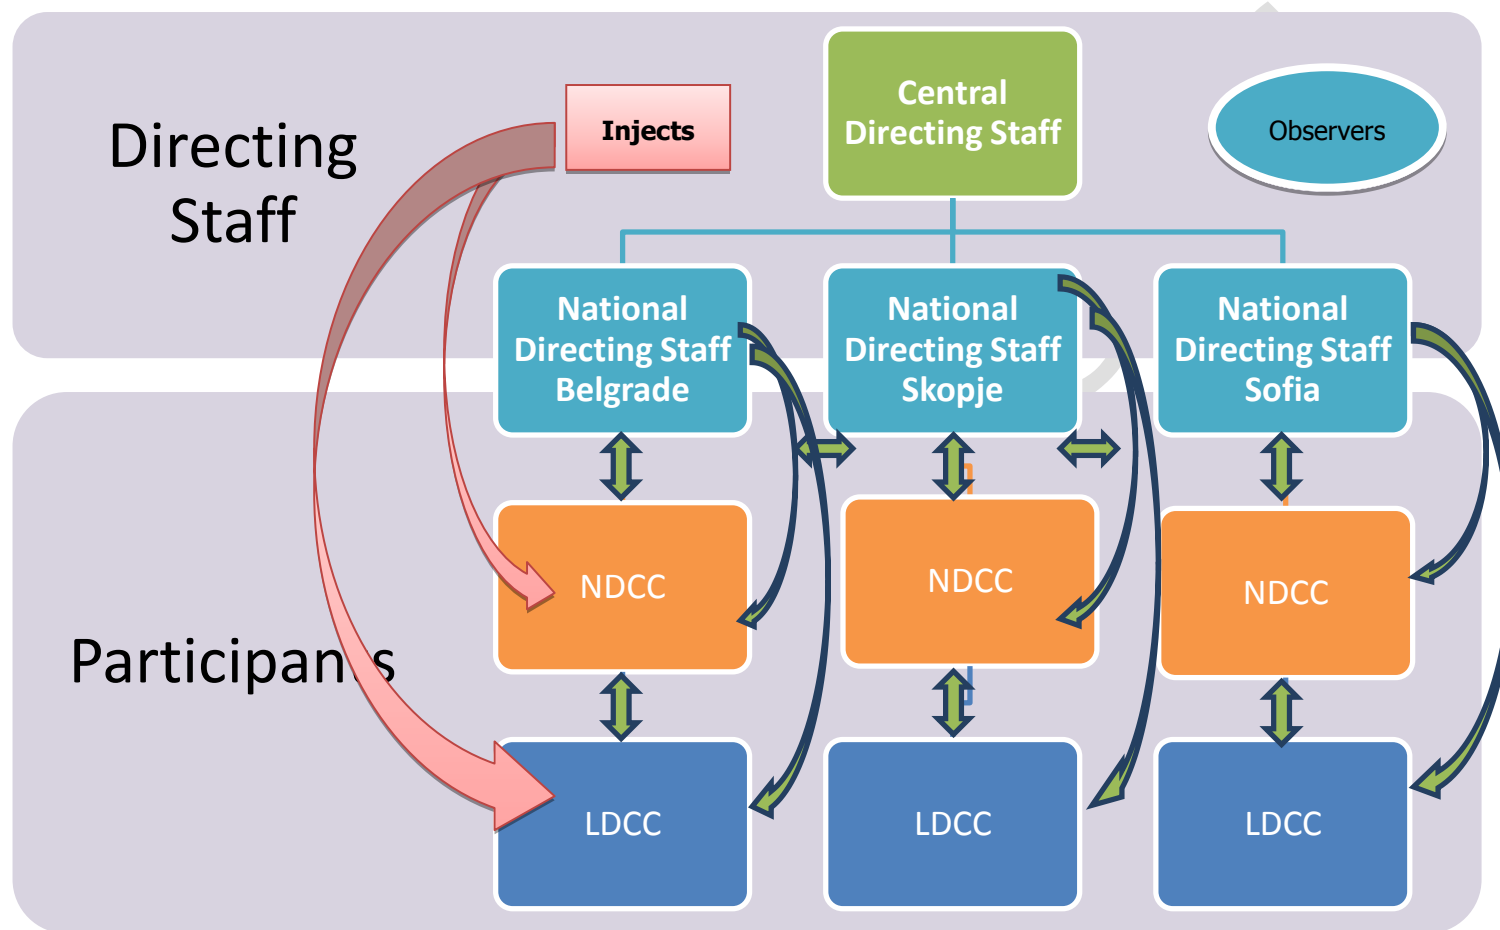 Directing
Staff
Injects
Central
Directing Staff
Observers
National
Directing Staff
Belgrade
National
Directing Staff
Skopje
National
Directing Staff
Sofia
Participants
NDCC
NDCC
NDCC
LDCC
LDCC
LDCC